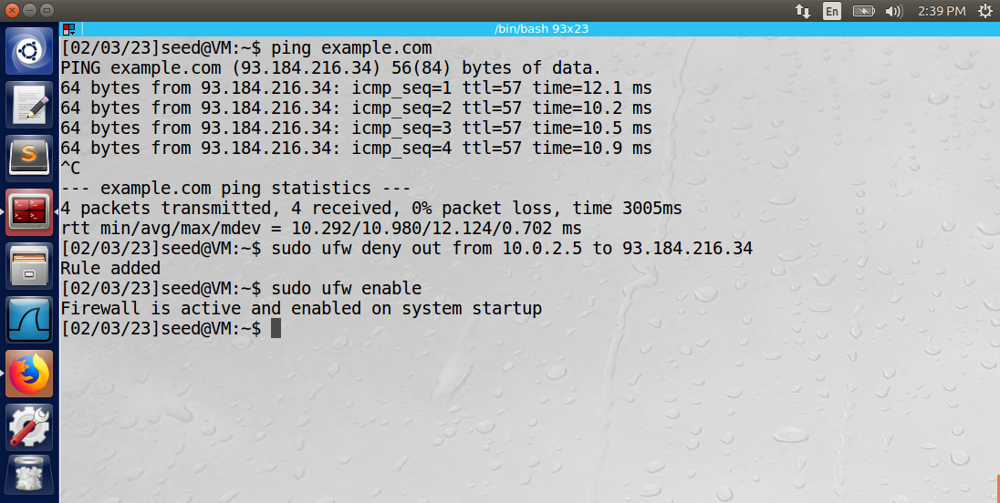 En
2:39 PM
/bin/bash 93x23
[02/03/23]seed@VM:~$ ping example.com
PING example.com (93.184.216.34) 56(84) bytes of data.
64 bytes from 93.184.216.34: icmp_seq=1 ttl=57 time=12.1 ms
64 bytes from 93.184.216.34: icmp_seq=2 ttl=57 time=10.2 ms
64 bytes from 93.184.216.34: icmp_seq=3 ttl=57 time=10.5 ms
64 bytes from 93.184.216.34: icmp_seq=4 ttl=57 time=10.9 ms
^C
--- example.com ping statistics ---
4 packets transmitted, 4 received, 0% packet loss, time 3005ms
rtt min/avg/max/mdev = 10.292/10.980/12.124/0.702 ms
[02/03/23]seed@VM:~$ sudo ufw deny out from 10.0.2.5 to 93.184.216.34
Rule added
[02/03/23]seed@VM:~$ sudo ufw enable
Firewall is active and enabled on system startup
[02/03/23]seed@VM:~$